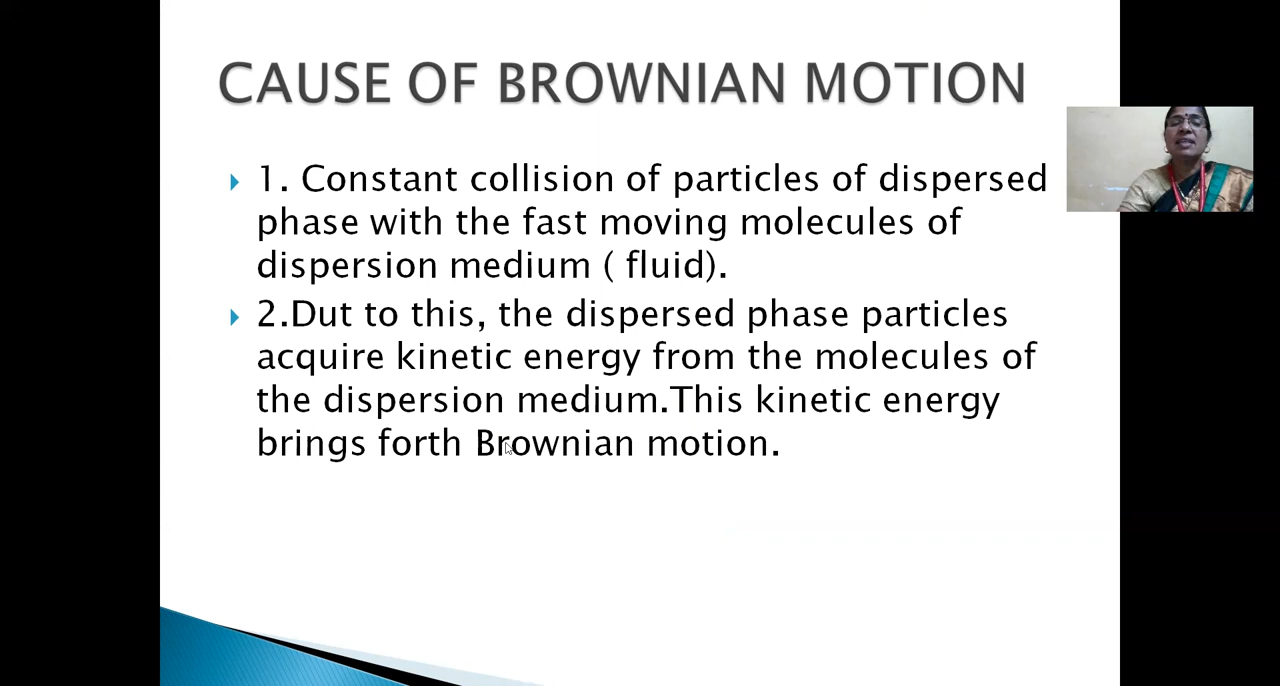 CAUSE OF BROWNIAN MOTION
1. Constant collision of particles of dispersed
phase with the fast moving molecules of
dispersion medium ( fluid).
2.Dut to this, the dispersed phase particles
acquire kinetic energy from the molecules of
the dispersion medium.This kinetic energy
brings forth Brownian motion.